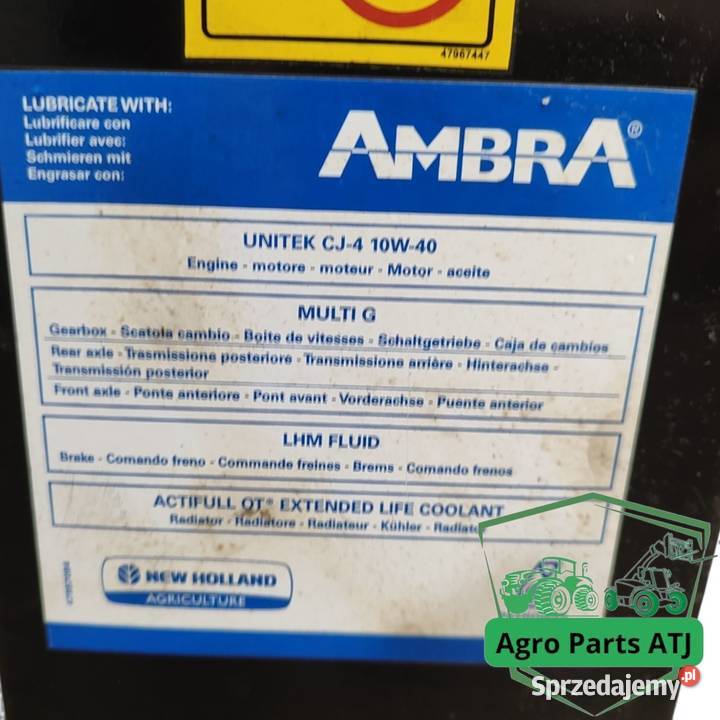 47967447
LUBRICATE WITH:
Lubrificare con
Lubrifier avec:
Schmieren mit
Engrasar con:
AMBRA®
UNITEK CJ-4 10W-40
Engine - motore - moteur - Motor - aceite
MULTI G
Gearbox - Scatola cambio - Boite de vitesses - Schaltgetriebe - Caja de cambios
Rear axle - Trasmissione posteriore - Transmissione arrière - Hinterachse -
Transmisión posterior
Front axle - Ponte anteriore - Pont avant - Vorderachse - Puente anterior
LHM FLUID
Brake - Comando freno - Commande freines - Brems - Comando frenos
ACTIFULL OT® EXTENDED LIFE COOLANT
Radiator - Radiatore - Radiateur - Kühler -
NEW HOLLAND
AGRICULTURE
Agro Parts ATJ
Sprzedajemy.pl